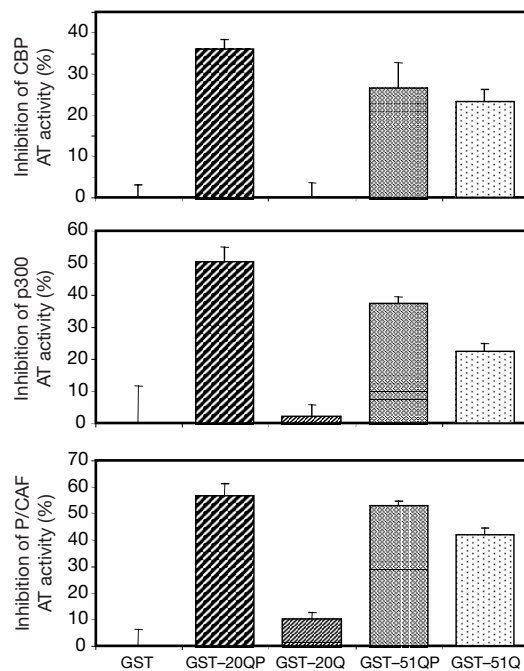 Inhibition of CBP
AT activity (%)
40
30
20
10
0
Inhibition of p300
AT activity (%)
60
50
40
30
20
10
0
Inhibition of P/CAF
AT activity (%)
70
60
50
40
30
20
10
0
GST GST–20QP GST–20Q GST–51QP GST–51Q